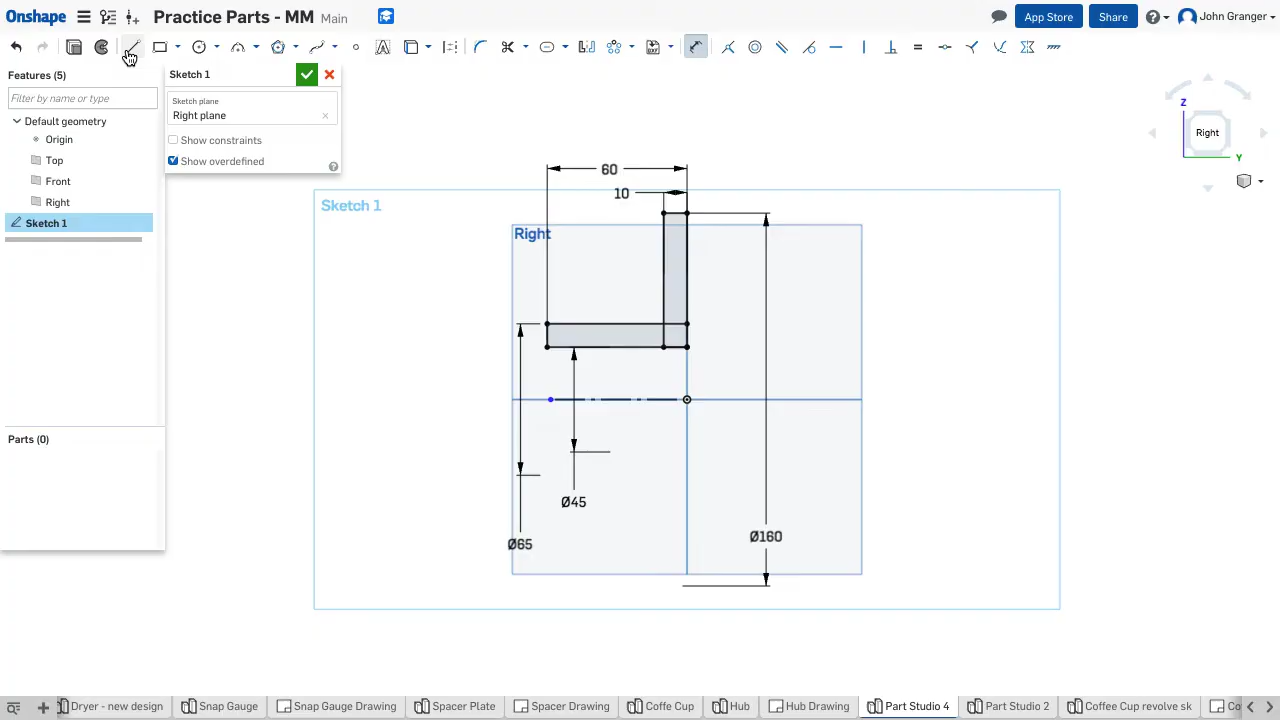 Onshape
Practice Parts - MM Main
App Store
Share
John Granger
Features (5)
Filter by name or type
Default geometry
Origin
Top
Front
Right
Sketch 1
Parts (0)
Sketch 1
Sketch plane
Right plane
Show constraints
Show overdefined
Sketch 1
Right
60
10
Ø65
Ø45
Ø160
Z
Right
Y
Dryer - new design
Snap Gauge
Snap Gauge Drawing
Spacer Plate
Spacer Drawing
Coffe Cup
Hub
Hub Drawing
Part Studio 4
Part Studio 2
Coffee Cup revolve sk
Co